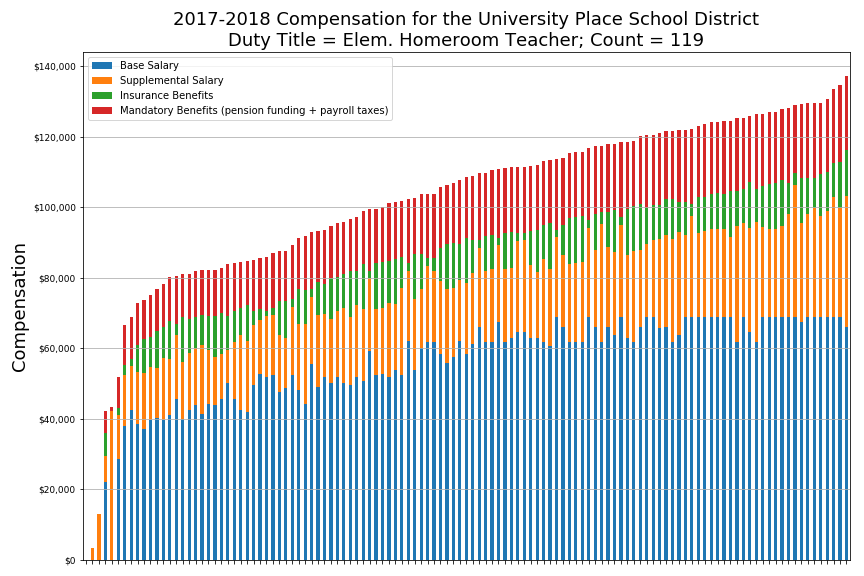 2017-2018 Compensation for the University Place School District
Duty Title = Elem. Homeroom Teacher; Count = 119
Base Salary
Supplemental Salary
Insurance Benefits
Mandatory Benefits (pension funding + payroll taxes)
Compensation
$140,000
$120,000
$100,000
$80,000
$60,000
$40,000
$20,000
$0